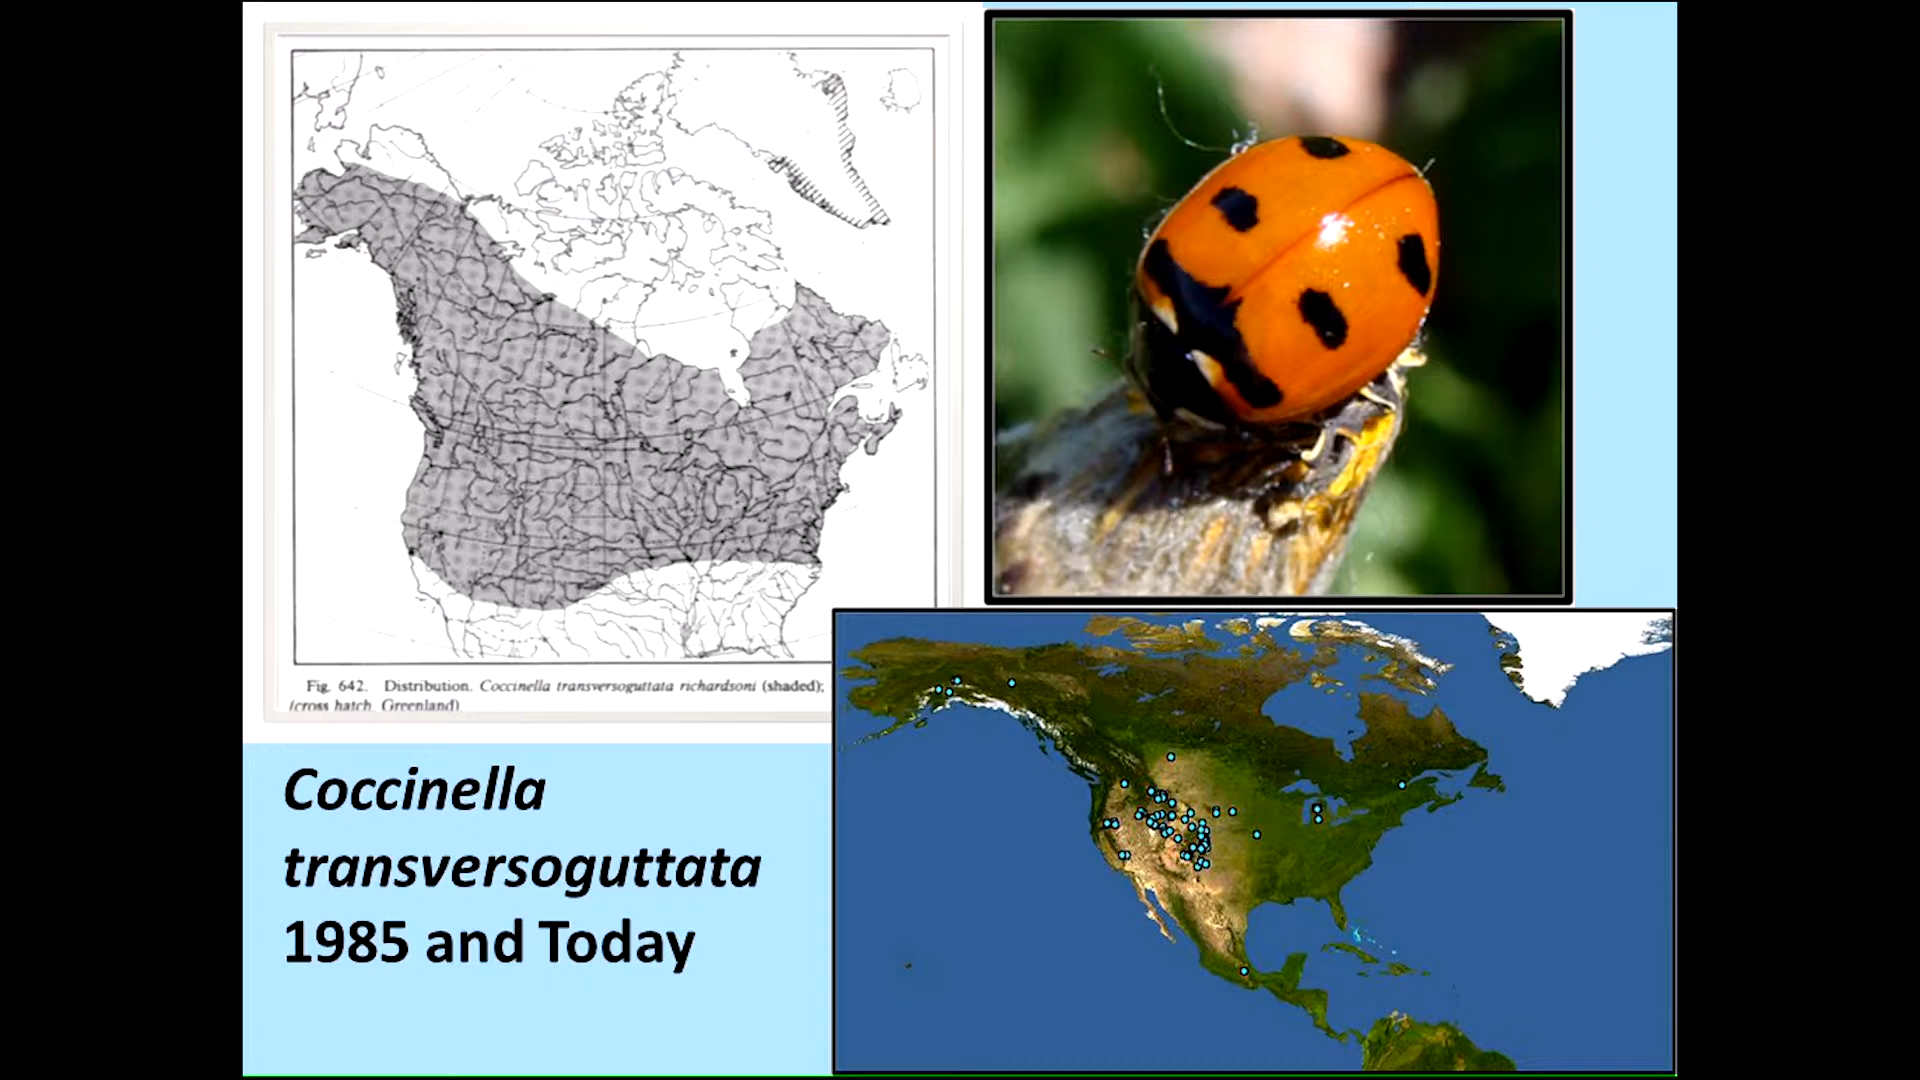 Fig. 642. Distribution. Coccinella transversoguttata richardsoni (shaded);
(cross hatch, Greenland)
Coccinella
transversoguttata
1985 and Today